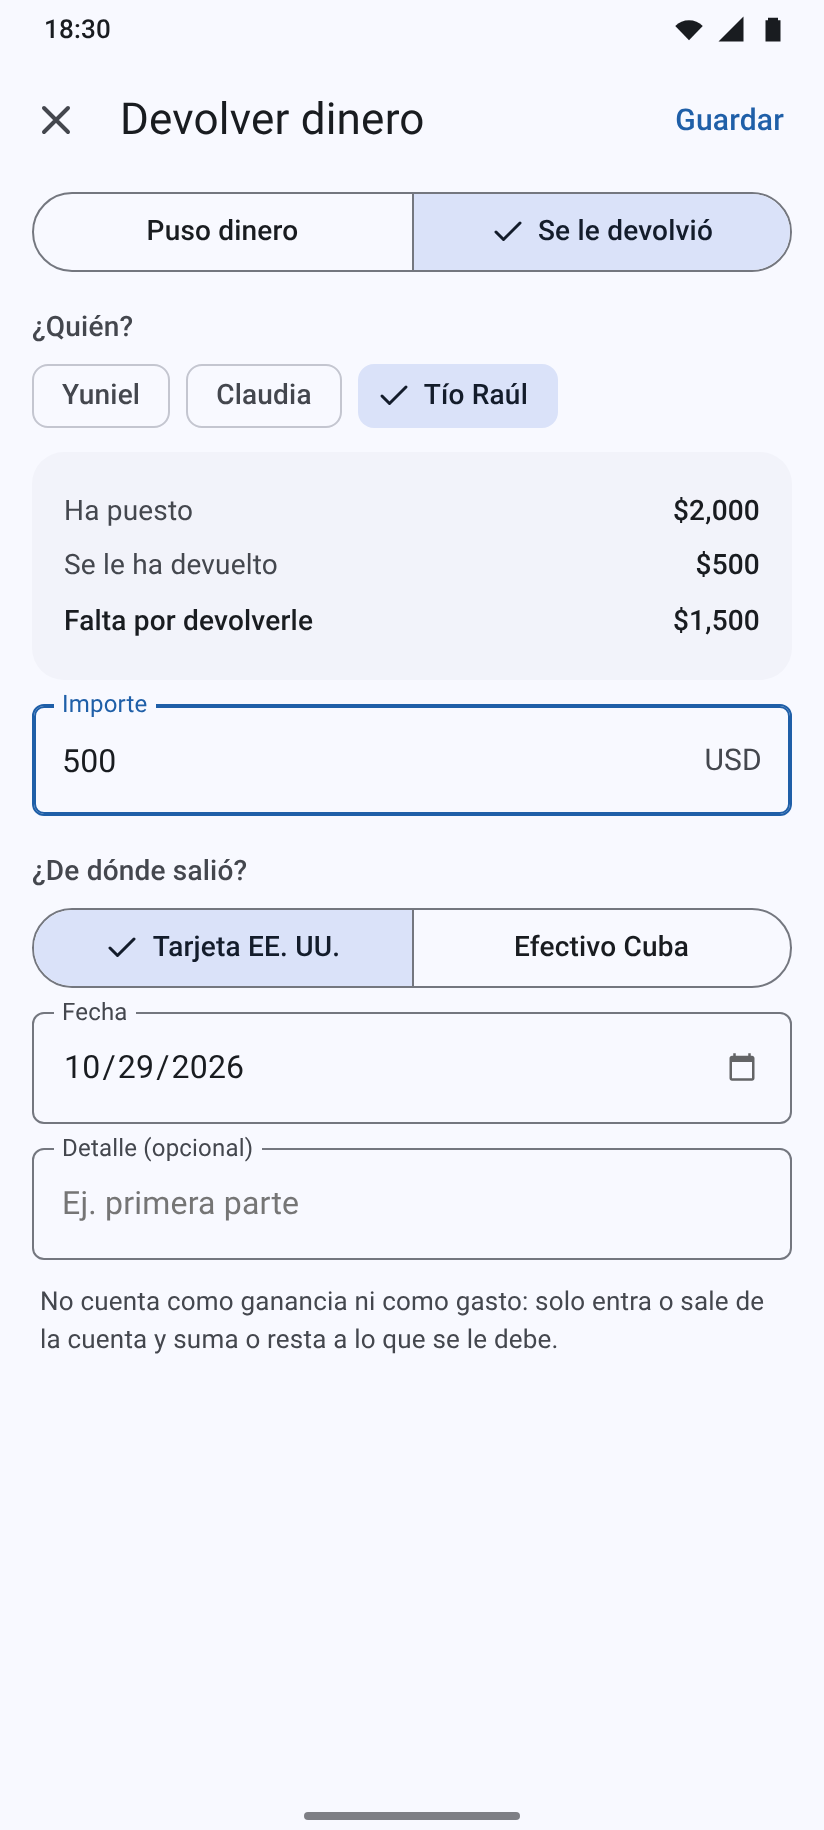 18:30
Devolver dinero
Guardar
Puso dinero
Se le devolvió
¿Quién?
Yuniel
Claudia
Tío Raúl
Ha puesto $2,000
Se le ha devuelto $500
Falta por devolverle $1,500
Importe
500 USD
¿De dónde salió?
Tarjeta EE. UU.
Efectivo Cuba
Fecha
10/29/2026
Detalle (opcional)
Ej. primera parte
No cuenta como ganancia ni como gasto: solo entra o sale de
la cuenta y suma o resta a lo que se le debe.